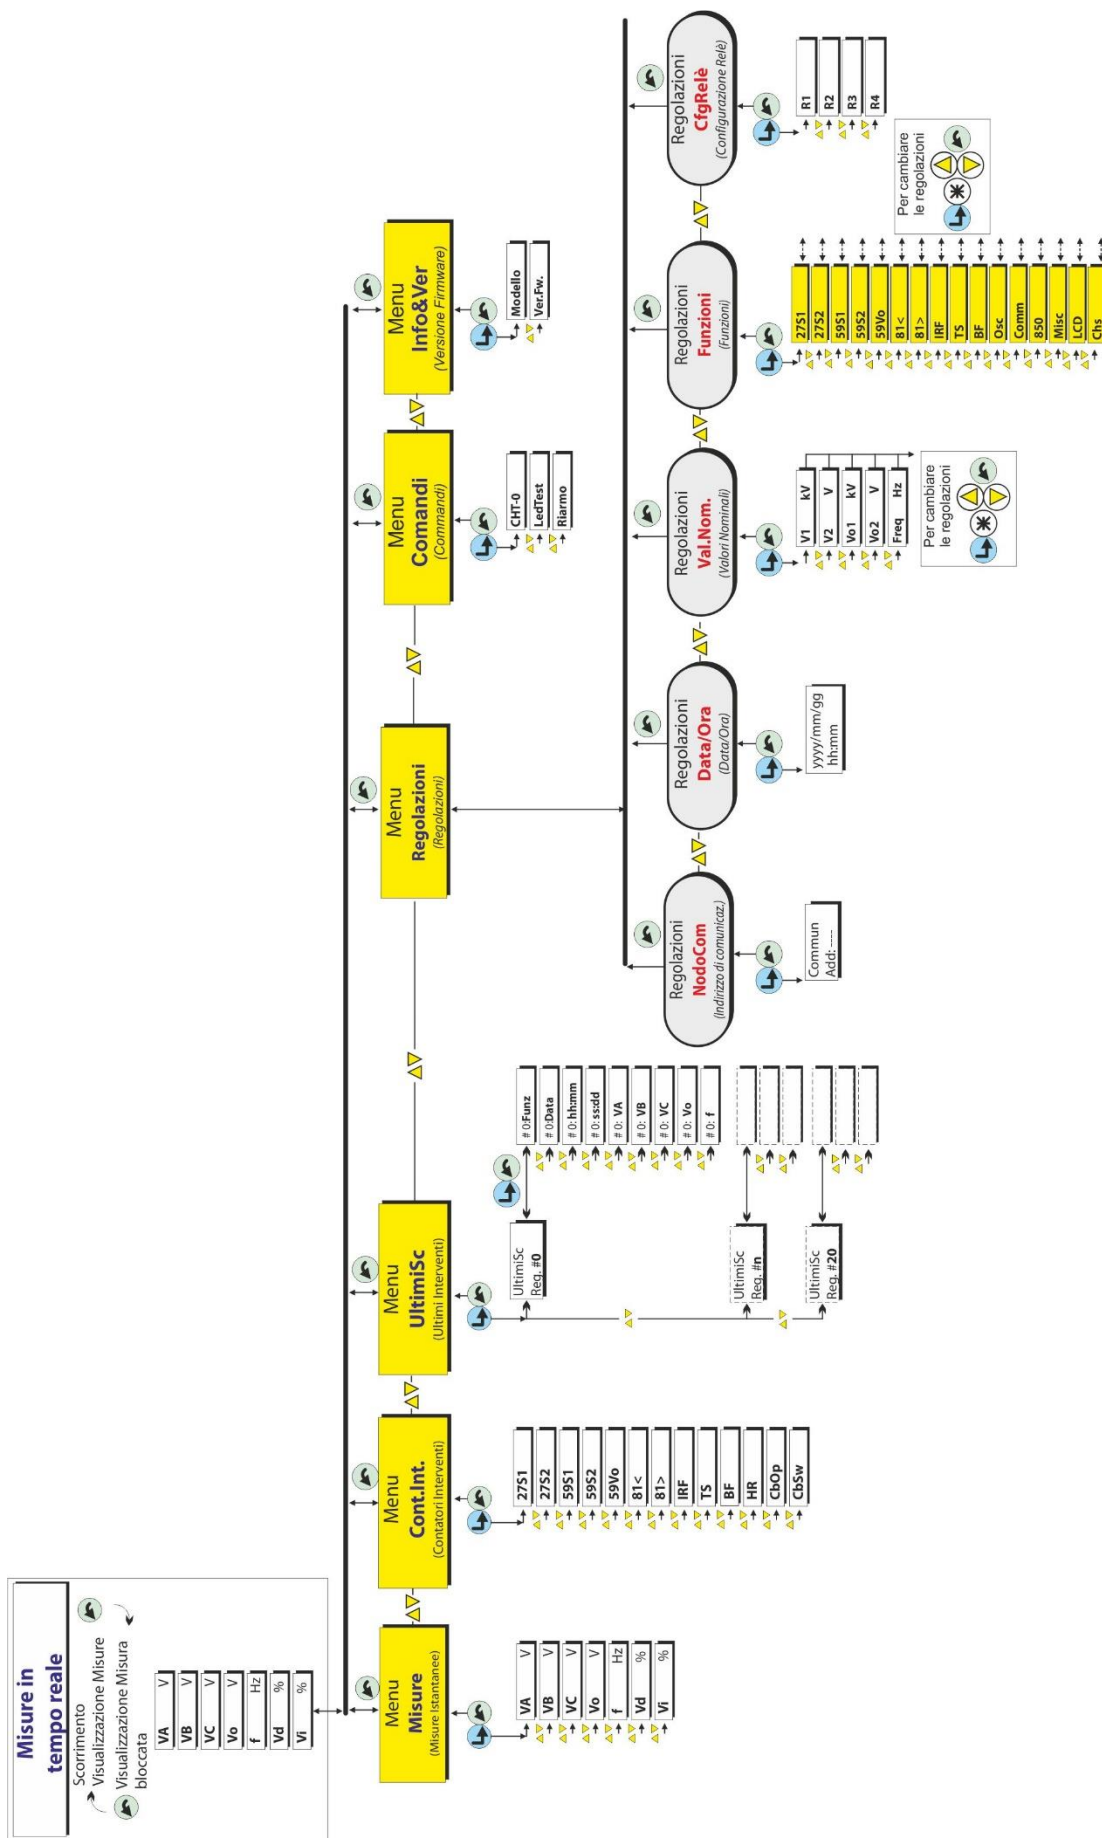 Misure in
tempo reale
Scorrimento
Visualizzazione Misure
Visualizzazione Misura
bloccata
VA V
VB V
VC V
Vo V
f Hz
Vd %
Vi %
Menu
Misure
(Misure Istantanee)
VA V
VB V
VC V
Vo V
f Hz
Vd %
Vi %
Menu
Cont.Int.
(Contatori Interventi)
27S1
27S2
59S1
59S2
59Vo
81<
81>
IRF
TS
BF
HR
CbOp
CbSw
Menu
UltimiSc
(Ultimi Interventi)
UltimiSc
Reg. #0
# 0:Funz
# 0:Data
# 0: hh:mm
# 0: ss:dd
# 0: VA
# 0: VB
# 0: VC
# 0: Vo
# 0: f
UltimiSc
Reg. #n
UltimiSc
Reg. #20
Menu
Regolazioni
(Regolazioni)
Menu
Comandi
(Commandi)
CHT-0
LedTest
Riarmo
Menu
Info&Ver
(Versione Firmware)
Modello
Ver.Fw.
Regolazioni
NodoCom
(Indirizzo di comunicaz.)
Commun
Add: ----
Regolazioni
Data/Ora
(Data/Ora)
yyyy/mm/gg
hh:mm
Regolazioni
Val.Nom.
(Valori Nominali)
V1 kV
V2 V
Vo1 kV
Vo2 V
Freq Hz
Per cambiare
le regolazioni
Regolazioni
Funzioni
(Funzioni)
27S1
27S2
59S1
59S2
59Vo
81<
81>
IRF
TS
BF
Osc
Comm
850
Misc
LCD
Chs
Per cambiare
le regolazioni
Regolazioni
CfgRelè
(Configurazione Relè)
R1
R2
R3
R4